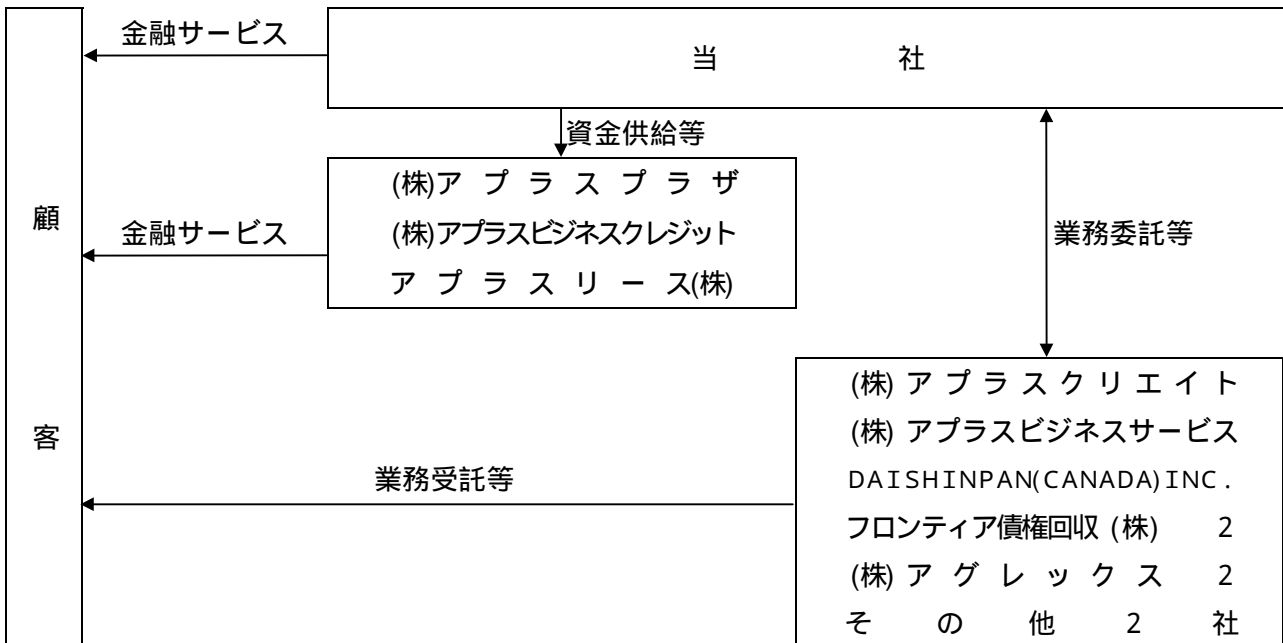 金融サービス
当社
資金供給等
(株)アプラスプラザ
(株)アプラスビジネスクレジット
アプラスリース(株)
顧客
金融サービス
業務委託等
(株)アプラスクリエイト
(株)アプラスビジネスサービス
DAISHINPAN(CANADA)INC.
フロンティア債権回収(株) 2
(株)アグレックス 2
その他2社
業務受託等